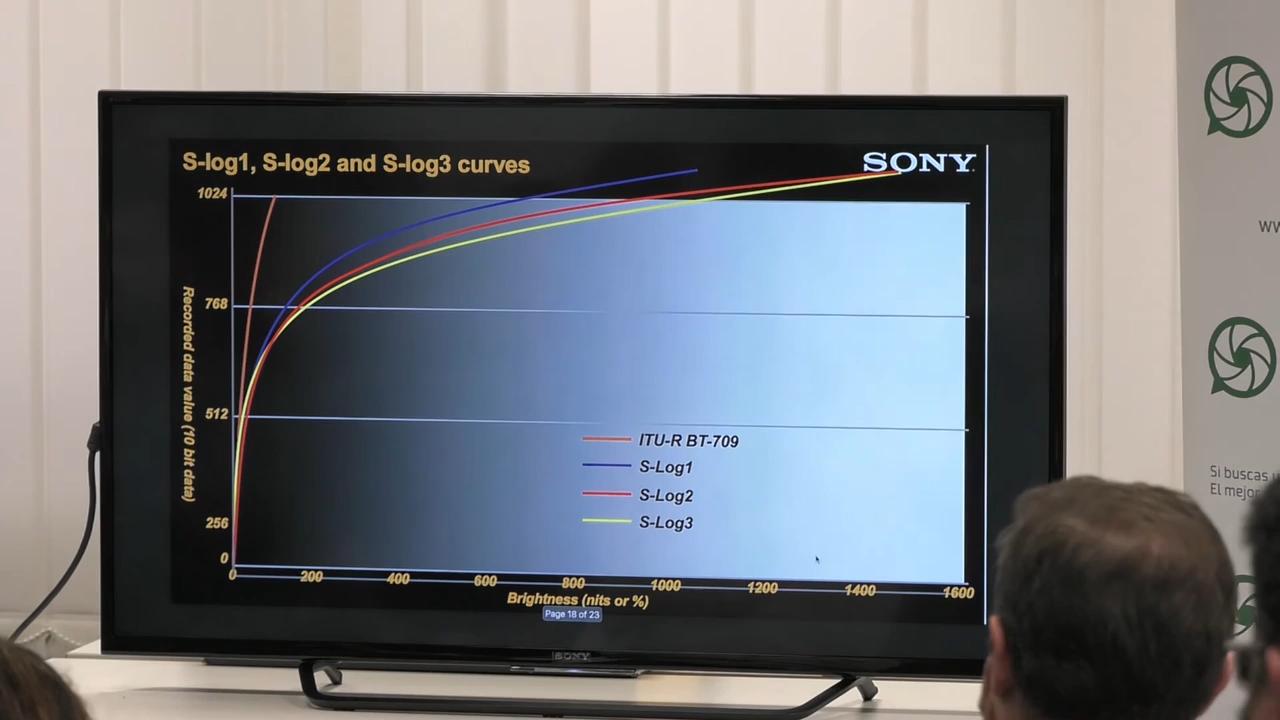 S-log1, S-log2 and S-log3 curves
SONY
1024
768
512
256
0
Recorded data value (10 bit data)
ITU-R BT-709
S-Log1
S-Log2
S-Log3
0 200 400 600 800 1000 1200 1400 1600
Brightness (nits or %)
Page 18 of 23
SONY
Si buscas
El mejor